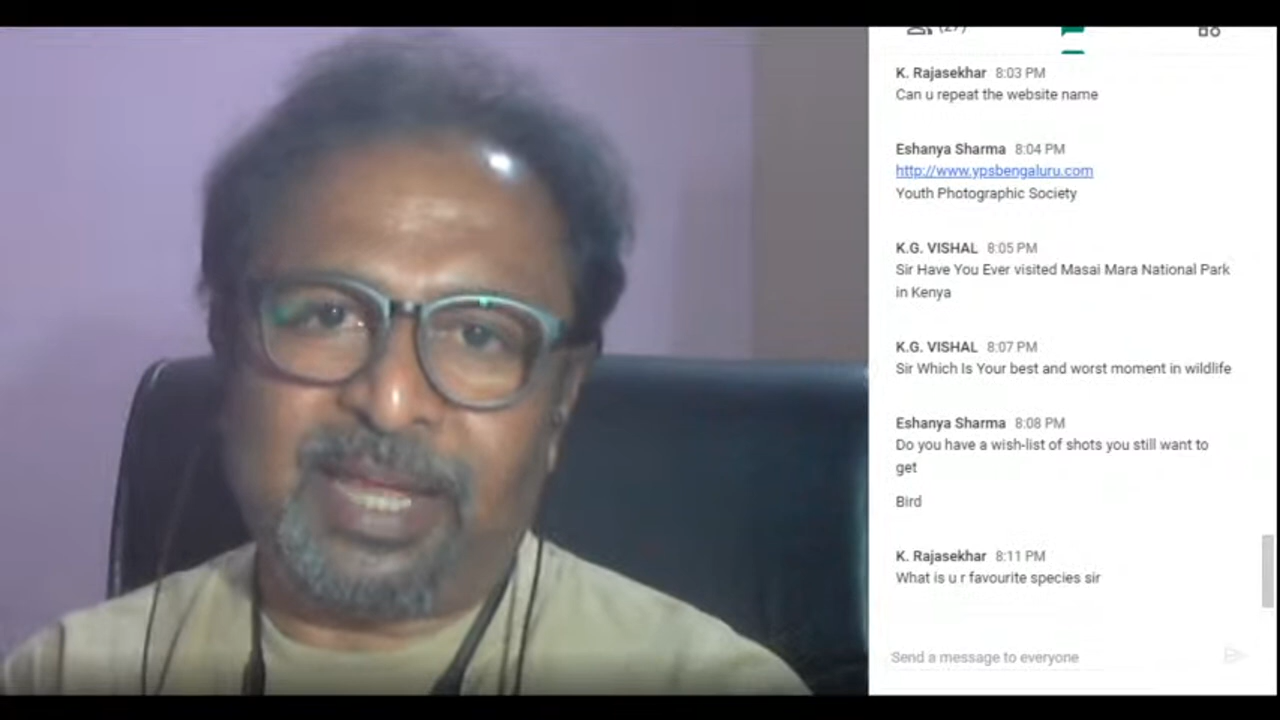 (27)
K. Rajasekhar 8:03 PM
Can u repeat the website name
Eshanya Sharma 8:04 PM
http://www.ypsbengaluru.com
Youth Photographic Society
K.G. VISHAL 8:05 PM
Sir Have You Ever visited Masai Mara National Park
in Kenya
K.G. VISHAL 8:07 PM
Sir Which Is Your best and worst moment in wildlife
Eshanya Sharma 8:08 PM
Do you have a wish-list of shots you still want to
get
Bird
K. Rajasekhar 8:11 PM
What is u r favourite species sir
Send a message to everyone